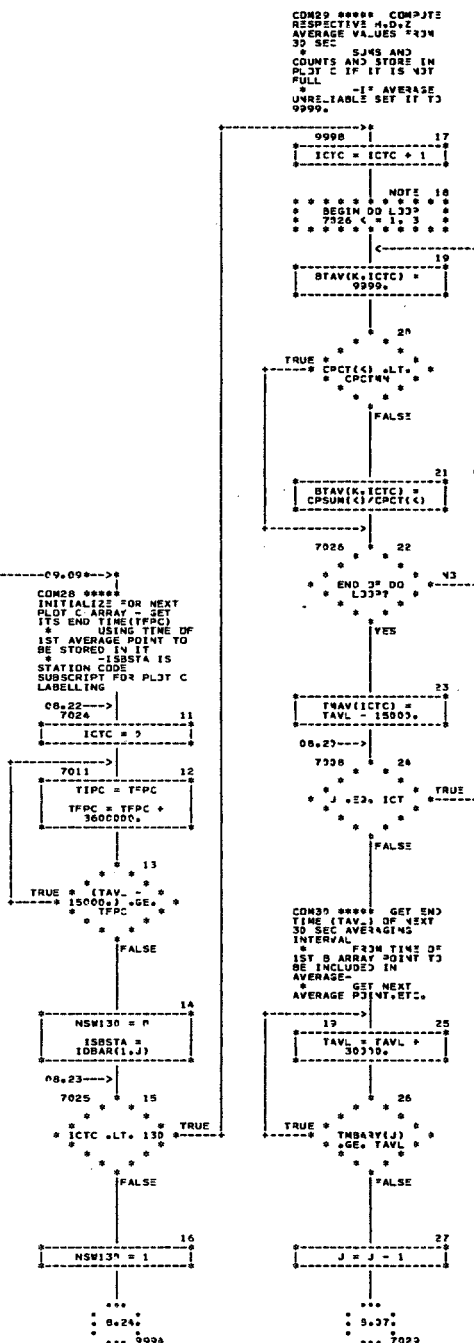 COM29 ***** COMPUTE
RESPECTIVE H,D,Z
AVERAGE VALUES FROM
30 SEC
* SUMS AND
COUNTS AND STORE IN
PLOT C IF IT IS NOT
FULL
* -IF AVERAGE
UNRELIABLE SET IT TO
9999.
9998 17
ICTC = ICTC + 1
NOTE 18
BEGIN DO LOOP
7026 K = 1, 3
19
BTAV(K,ICTC) =
9999.
20
TRUE
CPCT(K) .LT.
CPCTMN
FALSE
21
BTAV(K,ICTC) =
CPSUM(K)/CPCT(K)
7026 22
END OF DO
LOOP?
NO
YES
23
TMAV(ICTC) =
TAVL - 15000.
08.20--->
7008 24
J .EQ. ICT
TRUE
FALSE
COM30 ***** GET END
TIME (TAVL) OF NEXT
30 SEC AVERAGING
INTERVAL
* FROM TIME OF
1ST B ARRAY POINT TO
BE INCLUDED IN
AVERAGE-
* GET NEXT
AVERAGE POINT,ETC.
19 25
TAVL = TAVL +
30000.
26
TMBARY(J)
.GE. TAVL
TRUE
FALSE
27
J = J - 1
8.07.
7029
09.09*--->*
COM28 *****
INITIALIZE FOR NEXT
PLOT C ARRAY - GET
ITS END TIME(TFPC)
* USING TIME OF
1ST AVERAGE POINT TO
BE STORED IN IT
* -ISBSTA IS
STATION CODE
SUBSCRIPT FOR PLOT C
LABELLING
08.22--->
7024 11
ICTC = 0
7011 12
TIPC = TFPC
TFPC = TFPC +
3600000.
13
TRUE
(TAVL -
15000.) .GE.
TFPC
FALSE
14
NSW130 = 0
ISBSTA =
IDBAR(1,J)
08.23--->
7025 15
ICTC .LT. 130
TRUE
FALSE
16
NSW130 = 1
8.24.
9994